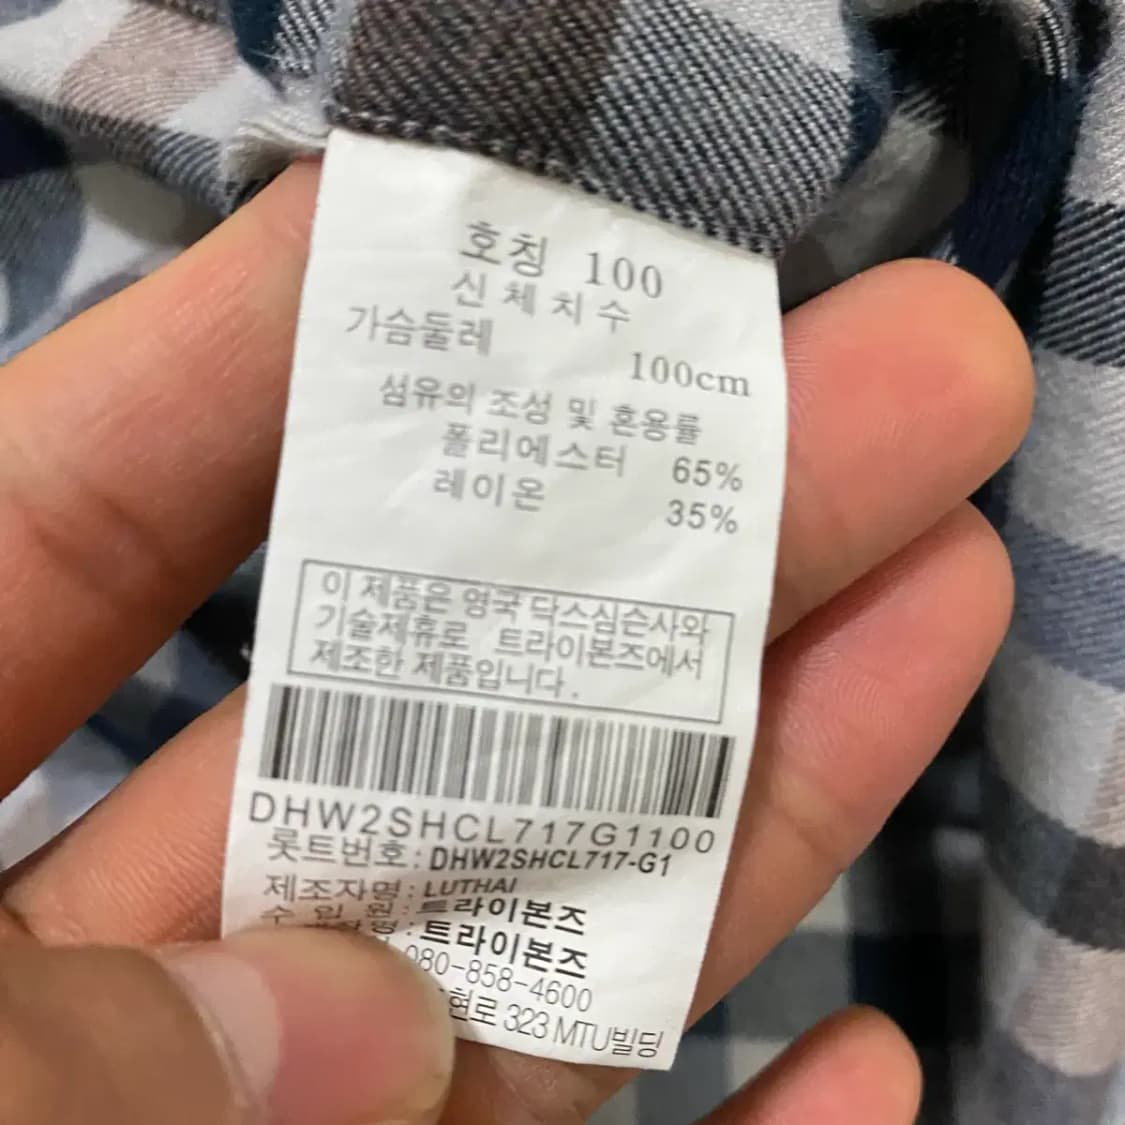 호칭 100
신체치수
가슴둘레
100cm
섬유의 조성 및 혼용률
폴리에스터 65%
레이온 35%
이 제품은 영국 닥스심슨사와
기술제휴로 트라이본즈에서
제조한 제품입니다.
DHW2SHCL717G1100
롯트번호: DHW2SHCL717-G1
제조자명: LUTHAI
수 입 원: 트라이본즈
: 트라이본즈
080-858-4600
현로 323 MTU빌딩